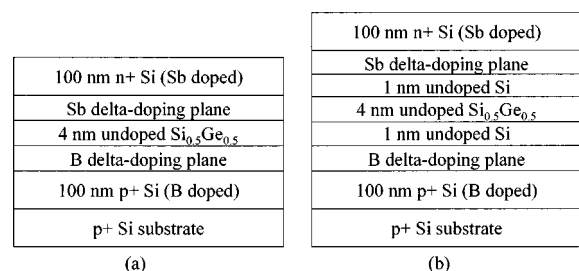 100 nm n+ Si (Sb doped)
Sb delta-doping plane
4 nm undoped Si0.5Ge0.5
B delta-doping plane
100 nm p+ Si (B doped)
p+ Si substrate
(a)
100 nm n+ Si (Sb doped)
Sb delta-doping plane
1 nm undoped Si
4 nm undoped Si0.5Ge0.5
1 nm undoped Si
B delta-doping plane
100 nm p+ Si (B doped)
p+ Si substrate
(b)